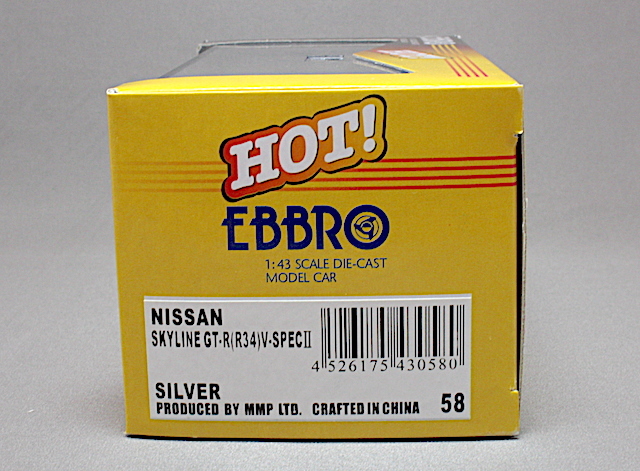 HOT!
EBBRO
1:43 SCALE DIE-CAST
MODEL CAR
NISSAN
SKYLINE GT-R(R34)V-SPECⅡ
4 526175 430580
SILVER
PRODUCED BY MMP LTD. CRAFTED IN CHINA 58